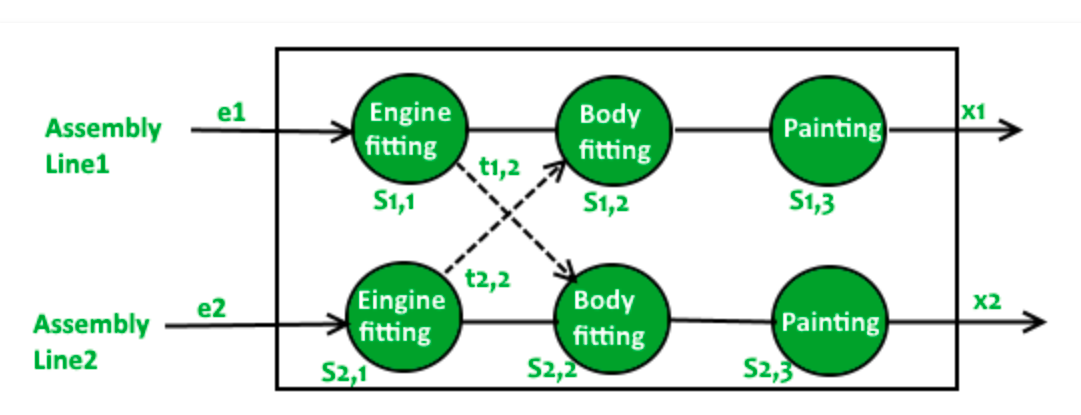 e1
x1
Assembly
Line1
Engine
fitting
Body
fitting
Painting
t1,2
S1,1
S1,2
S1,3
t2,2
e2
x2
Assembly
Line2
Eingine
fitting
Body
fitting
Painting
S2,1
S2,2
S2,3